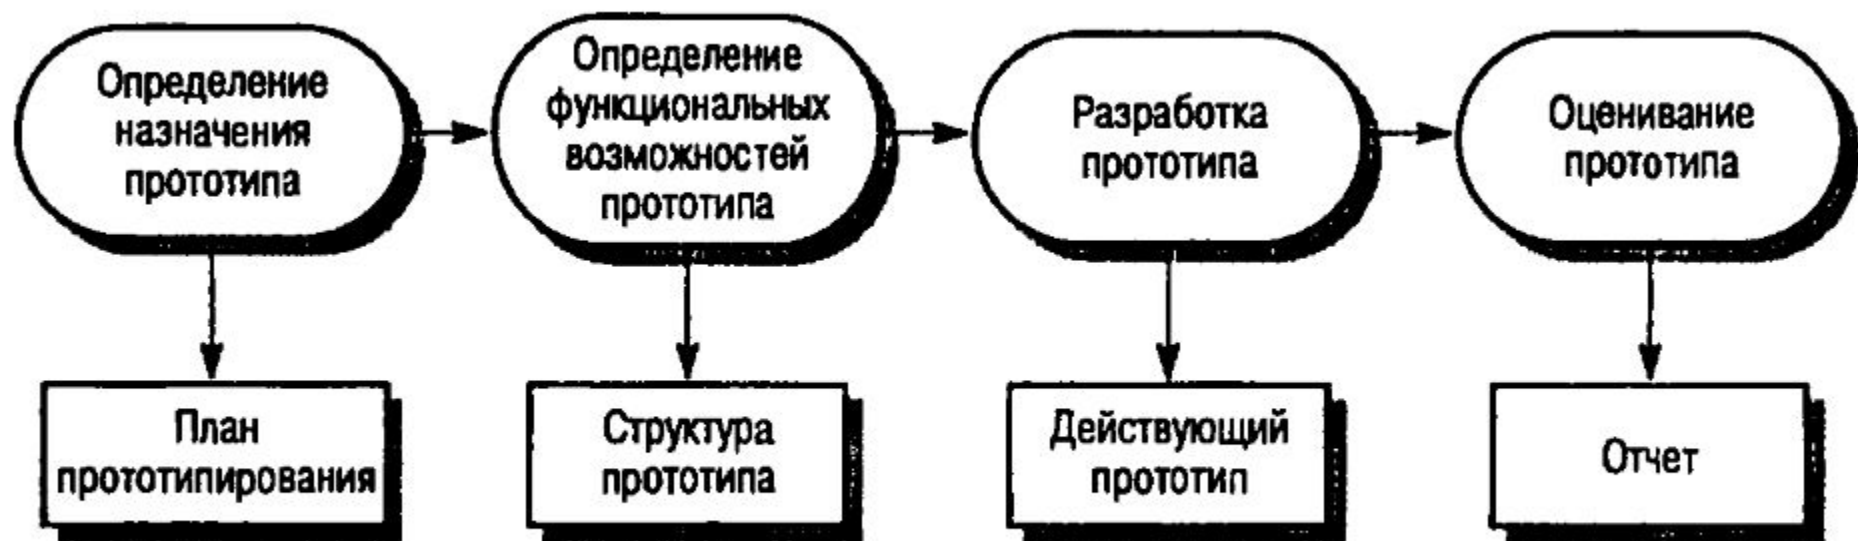 Определение
назначения
прототипа
Определение
функциональных
возможностей
прототипа
Разработка
прототипа
Оценивание
прототипа
План
прототипирования
Структура
прототипа
Действующий
прототип
Отчет